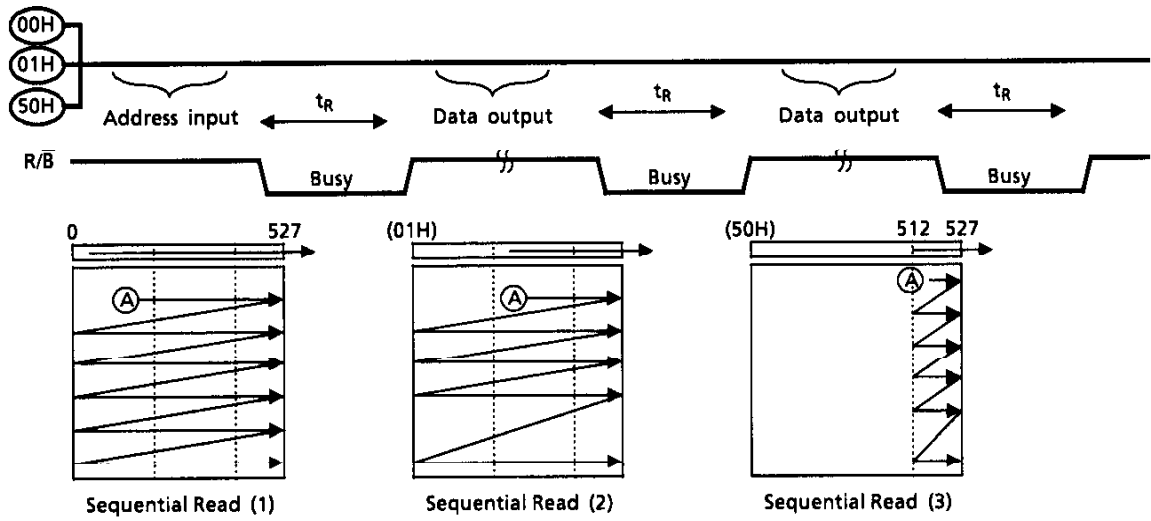 00H
01H
50H
Address input
tR
Data output
tR
Data output
tR
R/B̅
Busy
Busy
Busy
0 527
(01H)
(50H) 512 527
A
A
A
Sequential Read (1)
Sequential Read (2)
Sequential Read (3)